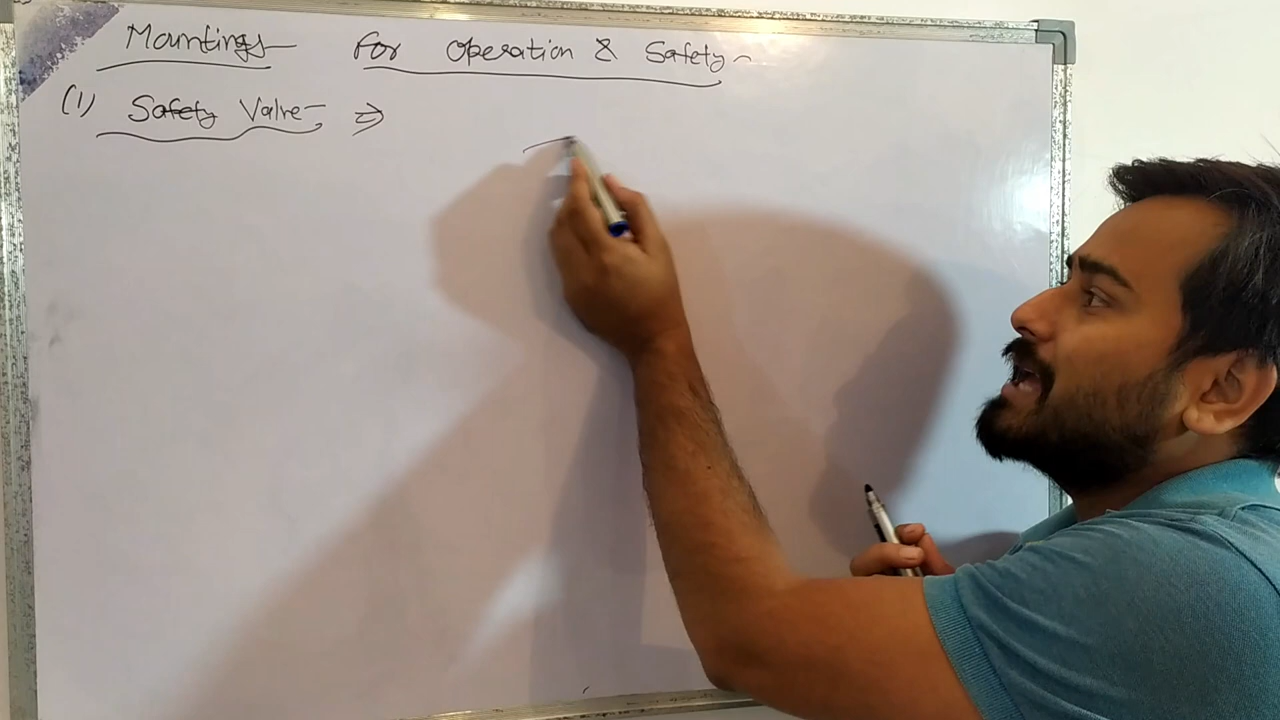 Mountings For Operation & Safety
(1) Safety Valve ⇒